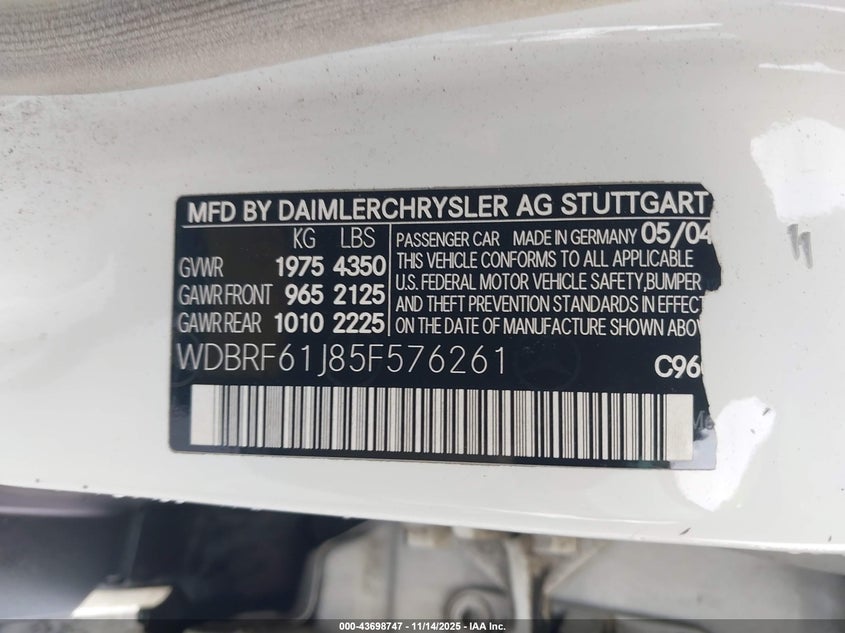 MFD BY DAIMLERCHRYSLER AG STUTTGART
KG LBS
GVWR 1975 4350
GAWR FRONT 965 2125
GAWR REAR 1010 2225
PASSENGER CAR MADE IN GERMANY 05/04
THIS VEHICLE CONFORMS TO ALL APPLICABLE
U.S. FEDERAL MOTOR VEHICLE SAFETY,BUMPER
AND THEFT PREVENTION STANDARDS IN EFFECT
ON THE DATE OF MANUFACTURE SHOWN ABOV
WDBRF61J85F576261
C96
000-43698747 - 11/14/2025 - IAA Inc.